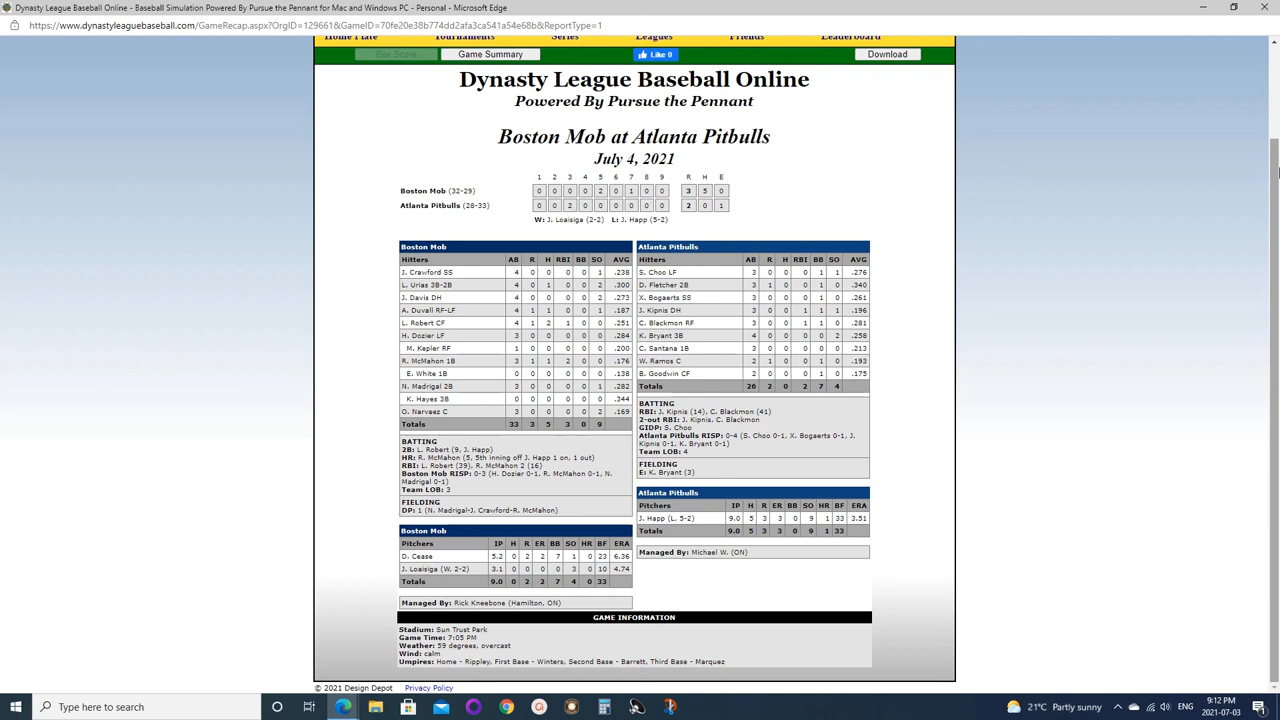 Dynasty League Baseball Online - Baseball Simulation Powered By Pursue the Pennant for Mac and Windows PC - Personal - Microsoft Edge
https://www.dynastyleaguebaseball.com/GameRecap.aspx?OrgID=129661&GameID=70fe20e38b774dd2afa3ca541a54e68b&ReportType=1
Home Plate Tournaments Series Leagues Friends Leaderboard
Box Score Game Summary Like 0 Download
Dynasty League Baseball Online
Powered By Pursue the Pennant
Boston Mob at Atlanta Pitbulls
July 4, 2021
1 2 3 4 5 6 7 8 9 R H E
Boston Mob (32-29) 0 0 0 0 2 0 1 0 0 3 5 0
Atlanta Pitbulls (28-33) 0 0 2 0 0 0 0 0 0 2 0 1
W: J. Loaisiga (2-2) L: J. Happ (5-2)
Boston Mob
Hitters AB R H RBI BB SO AVG
J. Crawford SS 4 0 0 0 0 1 .238
L. Urias 3B-2B 4 0 1 0 0 2 .300
J. Davis DH 4 0 0 0 0 2 .273
A. Duvall RF-LF 4 1 1 0 0 1 .187
L. Robert CF 4 1 2 1 0 0 .251
H. Dozier LF 3 0 0 0 0 0 .284
M. Kepler RF 1 0 0 0 0 0 .200
R. McMahon 1B 3 1 1 2 0 0 .176
E. White 1B 0 0 0 0 0 0 .138
N. Madrigal 2B 3 0 0 0 0 1 .282
K. Hayes 3B 0 0 0 0 0 0 .344
O. Narvaez C 3 0 0 0 0 2 .169
Totals 33 3 5 3 0 9
BATTING
2B: L. Robert (9, J. Happ)
HR: R. McMahon (5, 5th inning off J. Happ 1 on, 1 out)
RBI: L. Robert (39), R. McMahon 2 (16)
Boston Mob RISP: 0-3 (H. Dozier 0-1, R. McMahon 0-1, N.
Madrigal 0-1)
Team LOB: 3
FIELDING
DP: 1 (N. Madrigal-J. Crawford-R. McMahon)
Boston Mob
Pitchers IP H R ER BB SO HR BF ERA
D. Cease 5.2 0 2 2 7 1 0 23 6.36
J. Loaisiga (W, 2-2) 3.1 0 0 0 0 3 0 10 4.74
Totals 9.0 0 2 2 7 4 0 33
Managed By: Rick Kneebone (Hamilton, ON)
Atlanta Pitbulls
Hitters AB R H RBI BB SO AVG
S. Choo LF 3 0 0 0 1 1 .276
D. Fletcher 2B 3 1 0 0 1 0 .340
X. Bogaerts SS 3 0 0 0 1 0 .261
J. Kipnis DH 3 0 0 1 1 1 .196
C. Blackmon RF 3 0 0 1 1 0 .281
K. Bryant 3B 4 0 0 0 0 2 .258
C. Santana 1B 3 0 0 0 0 0 .213
W. Ramos C 2 1 0 0 1 0 .193
B. Goodwin CF 2 0 0 0 1 0 .175
Totals 26 2 0 2 7 4
BATTING
RBI: J. Kipnis (14), C. Blackmon (41)
2-out RBI: J. Kipnis, C. Blackmon
GIDP: S. Choo
Atlanta Pitbulls RISP: 0-4 (S. Choo 0-1, X. Bogaerts 0-1, J.
Kipnis 0-1, K. Bryant 0-1)
Team LOB: 4
FIELDING
E: K. Bryant (3)
Atlanta Pitbulls
Pitchers IP H R ER BB SO HR BF ERA
J. Happ (L, 5-2) 9.0 5 3 3 0 9 1 33 3.51
Totals 9.0 5 3 3 0 9 1 33
Managed By: Michael W. (ON)
GAME INFORMATION
Stadium: Sun Trust Park
Game Time: 7:05 PM
Weather: 59 degrees, overcast
Wind: calm
Umpires: Home - Rippley, First Base - Winters, Second Base - Barrett, Third Base - Marquez
© 2021 Design Depot Privacy Policy
Type here to search
21°C Partly sunny ENG 9:12 PM
2021-07-03